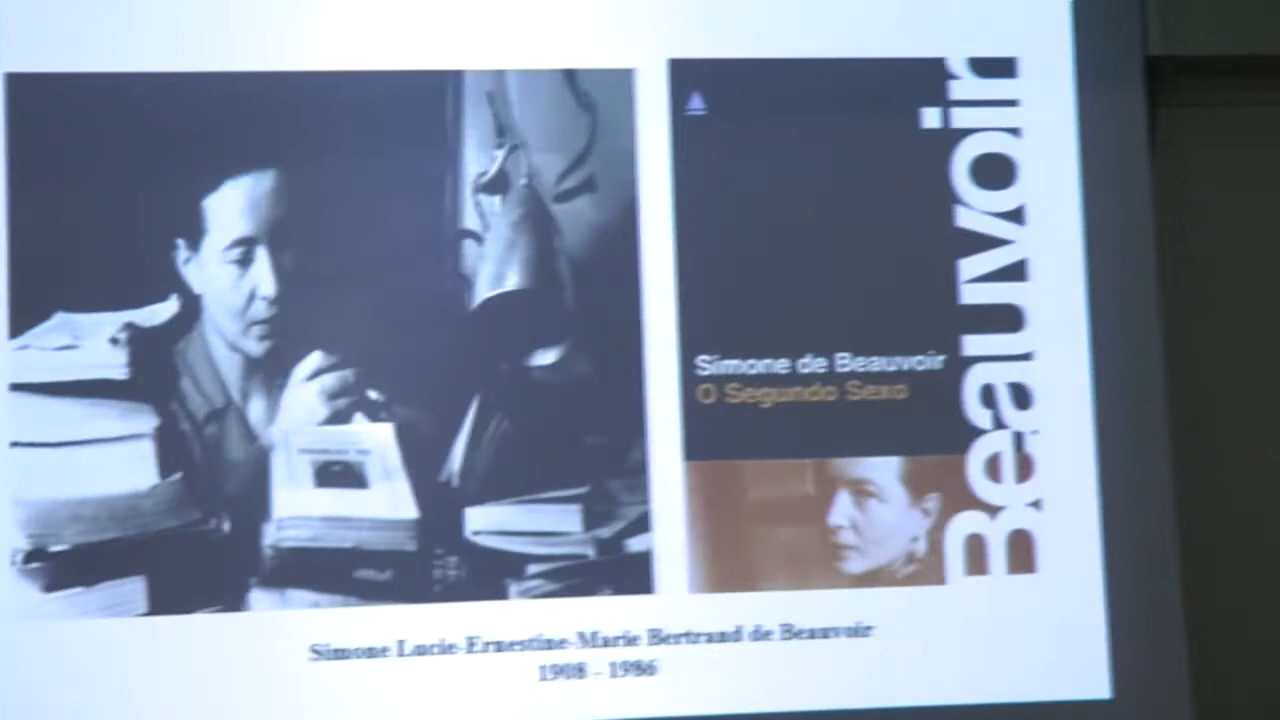 Simone de Beauvoir
O Segundo Sexo
Beauvoir
Simone Lucie-Ernestine-Marie Bertrand de Beauvoir
1908 - 1986